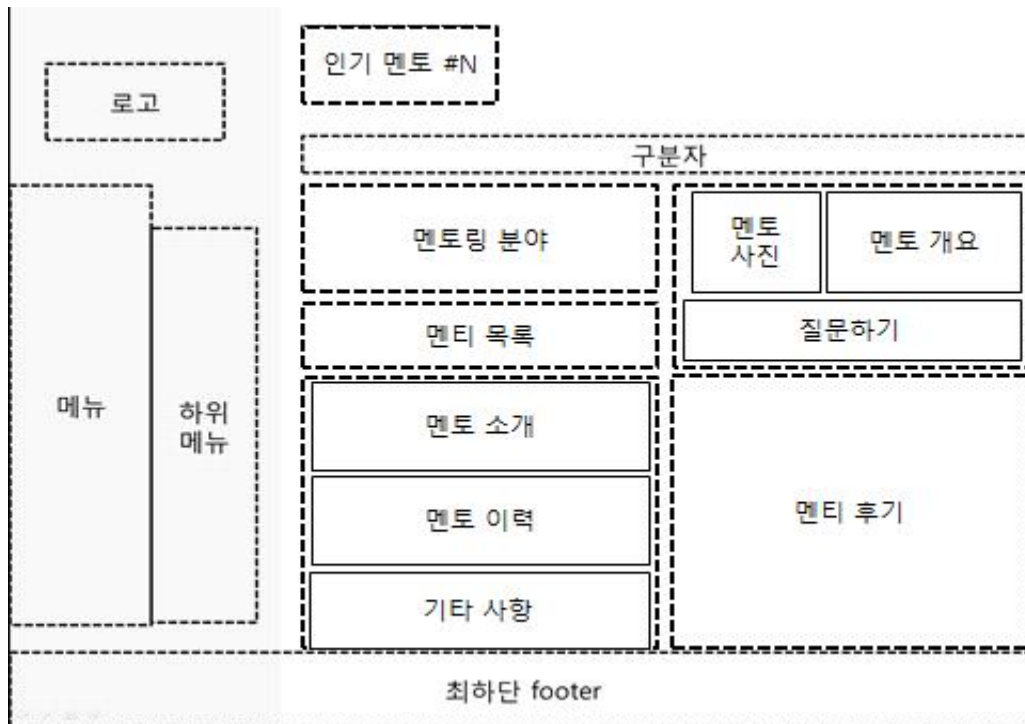 인기 멘토 #N
로고
구분자
멘토링 분야
멘토
사진
멘토 개요
멘티 목록
질문하기
메뉴
하위
메뉴
멘토 소개
멘토 이력
멘티 후기
기타 사항
최하단 footer